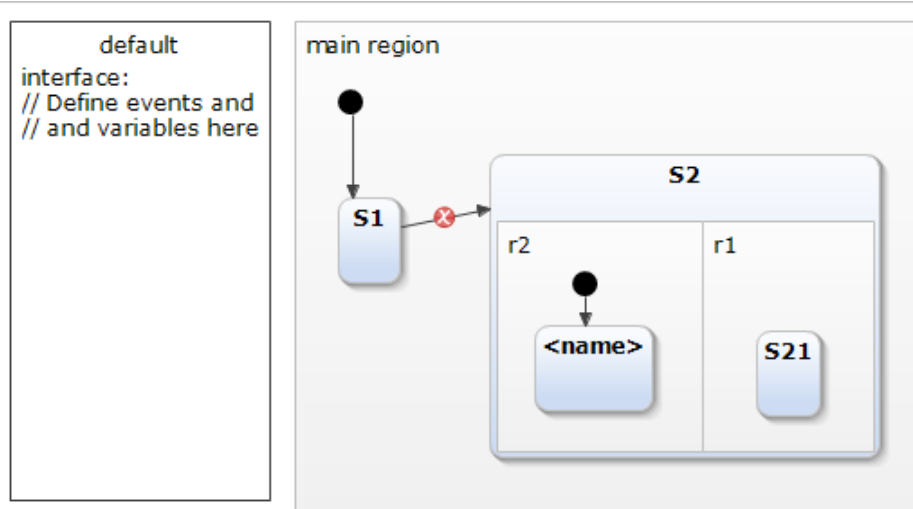 default
interface:
// Define events and
// and variables here
main region
S1
S2
r2
<name>
r1
S21